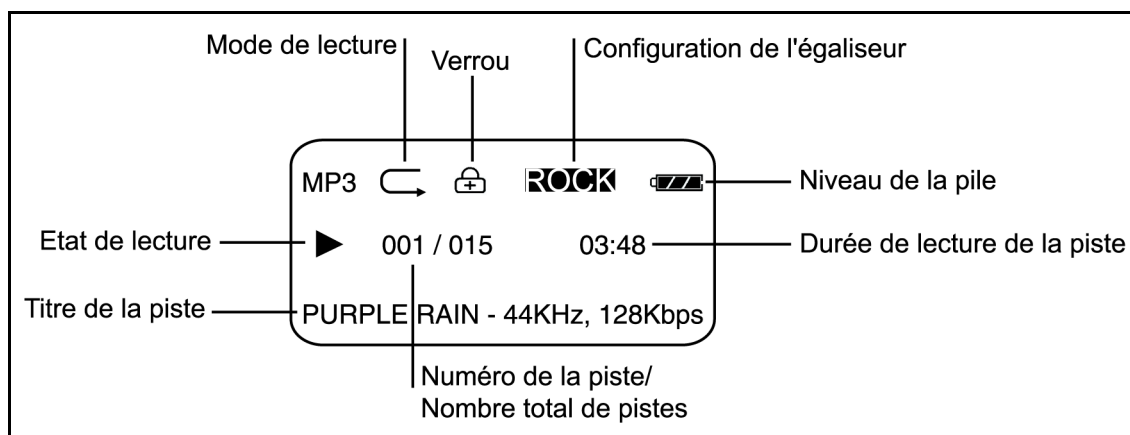 Mode de lecture
Verrou
Configuration de l'égaliseur
MP3 ROCK
Niveau de la pile
Etat de lecture
001 / 015 03:48
Durée de lecture de la piste
Titre de la piste
PURPLE RAIN - 44KHz, 128Kbps
Numéro de la piste/
Nombre total de pistes